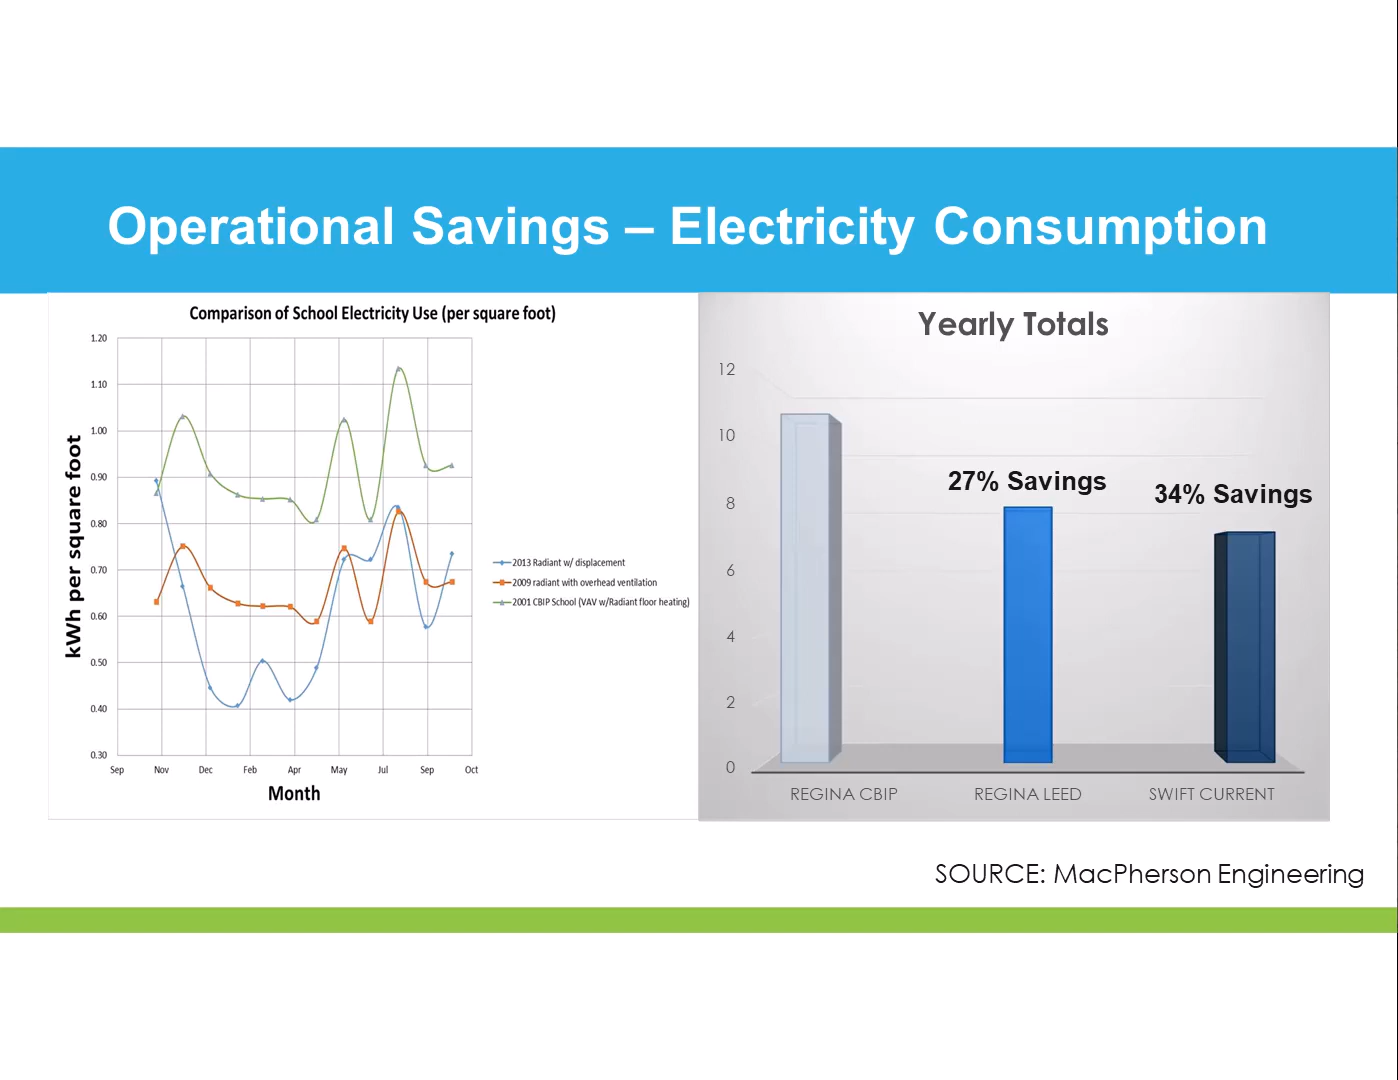 Operational Savings – Electricity Consumption
Comparison of School Electricity Use (per square foot)
1.20
1.10
1.00
0.90
0.80
0.70
0.60
0.50
0.40
0.30
kWh per square foot
Sep Nov Dec Feb Apr May Jul Sep Oct
Month
2013 Radiant w/ displacement
2009 radiant with overhead ventilation
2001 CBIP School (VAV w/Radiant floor heating)
Yearly Totals
12
10
8
6
4
2
0
27% Savings
34% Savings
REGINA CBIP REGINA LEED SWIFT CURRENT
SOURCE: MacPherson Engineering